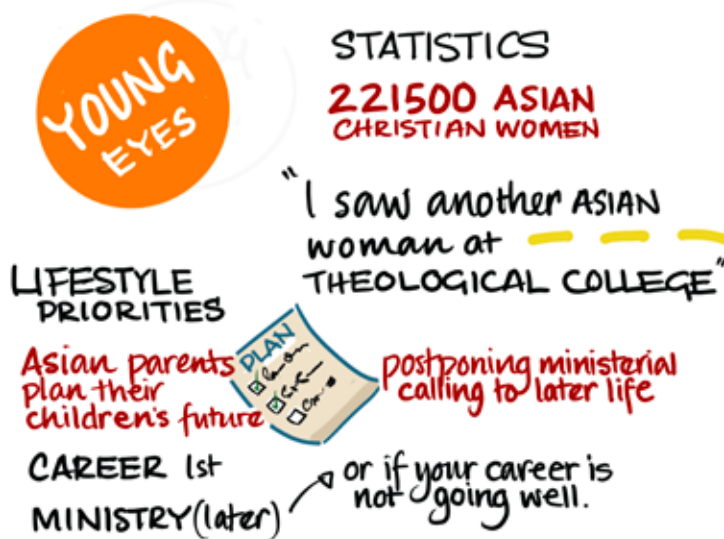 YOUNG
EYES
STATISTICS
221500 ASIAN
CHRISTIAN WOMEN
"I saw another ASIAN
woman at
THEOLOGICAL COLLEGE"
LIFESTYLE
PRIORITIES
Asian parents
plan their
children's future
PLAN
postponing ministerial
calling to later life
CAREER 1st
MINISTRY (later)
or if your career is
not going well.